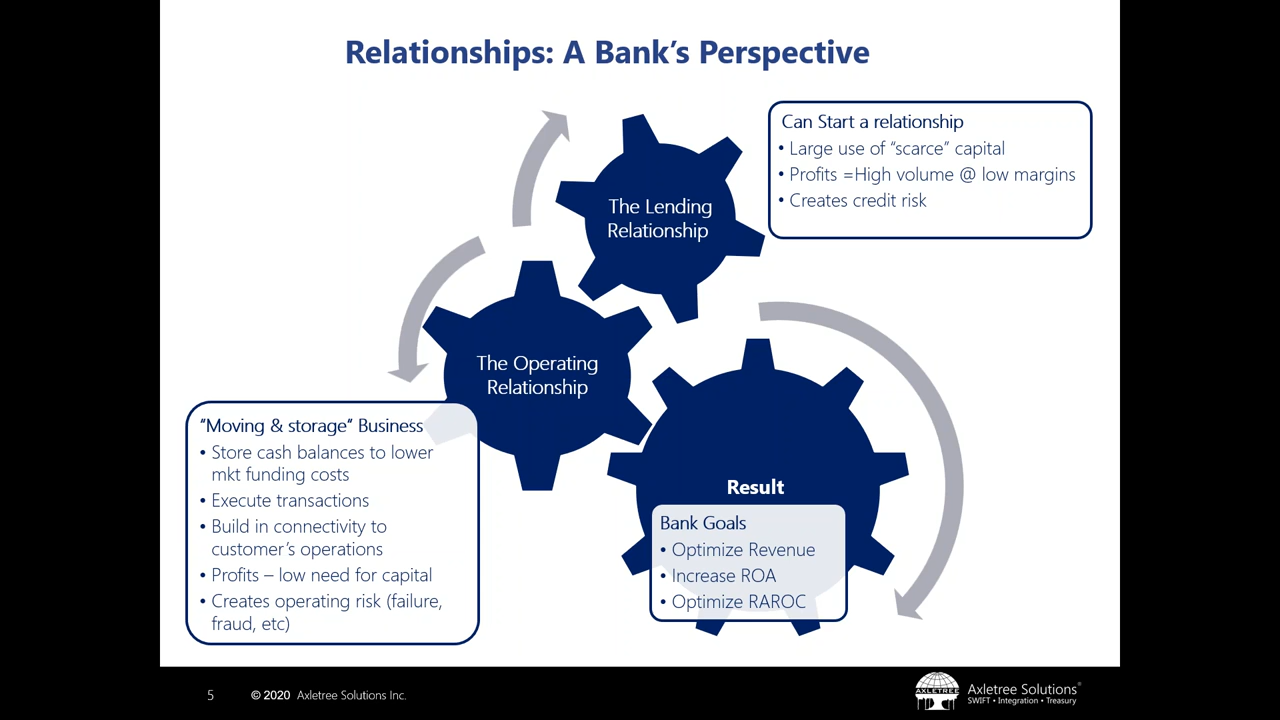 Relationships: A Bank's Perspective
Can Start a relationship
• Large use of "scarce" capital
• Profits =High volume @ low margins
• Creates credit risk
The Lending
Relationship
The Operating
Relationship
"Moving & storage" Business
• Store cash balances to lower
mkt funding costs
• Execute transactions
• Build in connectivity to
customer's operations
• Profits – low need for capital
• Creates operating risk (failure,
fraud, etc)
Result
Bank Goals
• Optimize Revenue
• Increase ROA
• Optimize RAROC
5 © 2020 Axletree Solutions Inc.
AXLETREE
Axletree Solutions®
SWIFT • Integration • Treasury